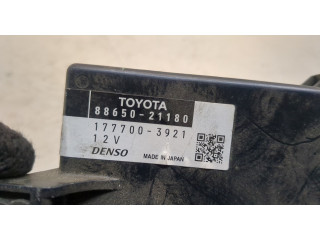 TOYOTA
88650-21180
177700-3921
12V
DENSO MADE IN JAPAN